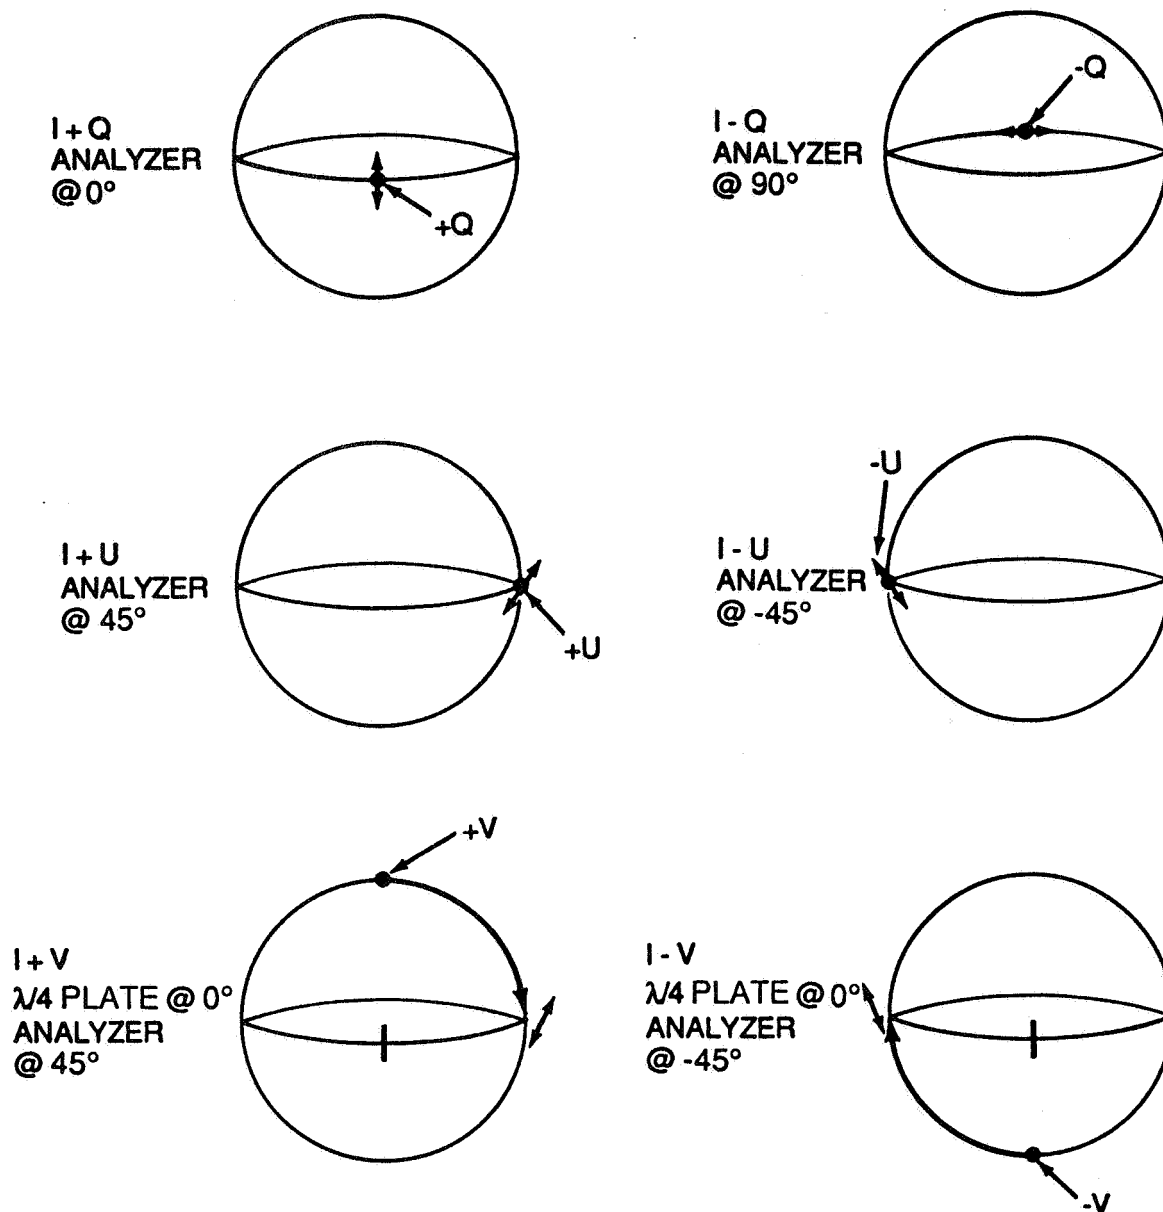 I + Q
ANALYZER
@ 0°
+Q
I - Q
ANALYZER
@ 90°
-Q
I + U
ANALYZER
@ 45°
+U
I - U
ANALYZER
@ -45°
-U
I + V
λ/4 PLATE @ 0°
ANALYZER
@ 45°
+V
I - V
λ/4 PLATE @ 0°
ANALYZER
@ -45°
-V